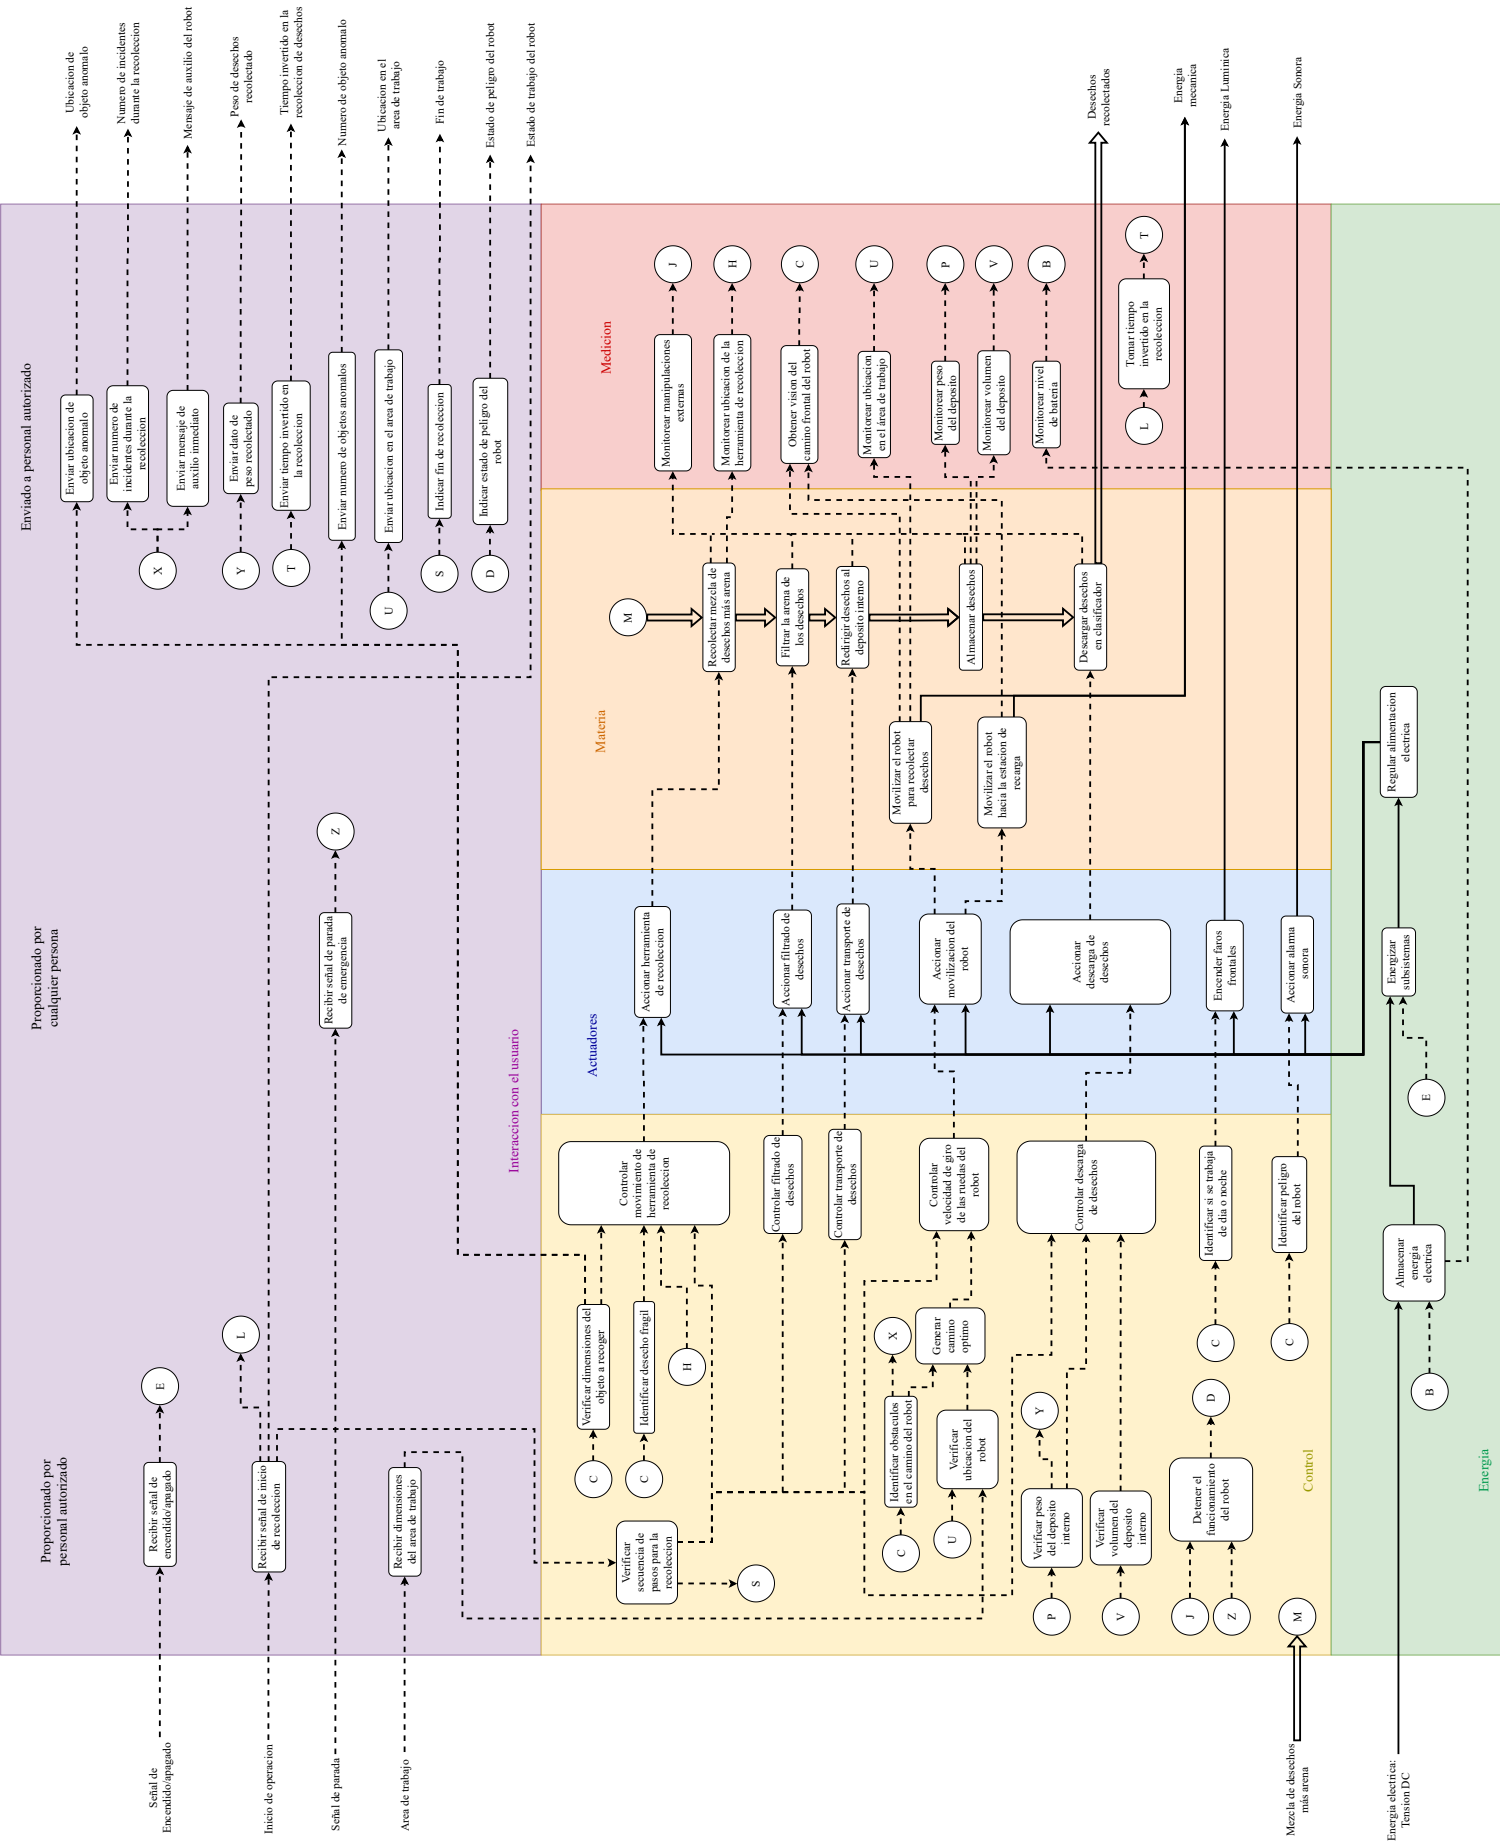 Proporcionado por
personal autorizado
Proporcionado por
cualquier persona
Enviado a personal autorizado
Señal de
Encendido/apagado
Recibir señal de
encendido/apagado
E
Inicio de operacion
Recibir señal de inicio
de recoleccion
L
Señal de parada
Recibir señal de parada
de emergencia
Z
Area de trabajo
Recibir dimensiones
del area de trabajo
Interaccion con el usuario
Enviar ubicacion de
objeto anomalo
Ubicacion de
objeto anomalo
X
Enviar numero de
incidentes durante la
recoleccion
Numero de incidentes
durante la recoleccion
Enviar mensaje de
auxilio inmediato
Mensaje de auxilio del robot
Y
Enviar dato de
peso recolectado
Peso de desechos
recolectado
T
Enviar tiempo invertido en
la recoleccion
Tiempo invertido en la
recoleccion de desechos
Enviar numero de objetos anomalos
Numero de objeto anomalo
U
Enviar ubicacion en el area de trabajo
Ubicacion en el
area de trabajo
S
Indicar fin de recoleccion
Fin de trabajo
D
Indicar estado de peligro del
robot
Estado de peligro del robot
Estado de trabajo del robot
Control
Verificar
secuencia de
pasos para la
recoleccion
S
C
Verificar dimensiones del
objeto a recoger
C
Identificar desecho fragil
H
Controlar
movimiento de
herramienta de
recoleccion
Controlar filtrado de
desechos
Controlar transporte de
desechos
C
Identificar obstaculos
en el camino del robot
X
U
Verificar
ubicacion del
robot
Generar
camino
optimo
Controlar
velocidad de giro
de las ruedas del
robot
P
Verificar peso
del deposito
interno
Y
V
Verificar
volumen del
deposito
interno
Controlar descarga
de desechos
J
Z
Detener el
funcionamiento
del robot
D
C
Identificar si se trabaja
de dia o noche
C
Identificar peligro
del robot
Mezcla de desechos
más arena
M
Actuadores
Accionar herramienta
de recoleccion
Accionar filtrado de
desechos
Accionar transporte de
desechos
Accionar
movilizacion del
robot
Accionar
descarga de
desechos
Encender faros
frontales
Accionar alarma
sonora
Materia
M
Recolectar mezcla de
desechos más arena
Filtrar la arena de
los desechos
Redirigir desechos al
deposito interno
Almacenar desechos
Descargar desechos
en clasificador
Movilizar el robot
para recolectar
desechos
Movilizar el robot
hacia la estacion de
recarga
Medicion
Monitorear manipulaciones
externas
J
Monitorear ubicacion de la
herramienta de recoleccion
H
Obtener vision del
camino frontal del robot
C
Monitorear ubicacion
en el área de trabajo
U
Monitorear peso
del deposito
P
Monitorear volumen
del deposito
V
Monitorear nivel
de bateria
B
L
Tomar tiempo
invertido en la
recoleccion
T
Desechos
recolectados
Energia
mecanica
Energia Luminica
Energia Sonora
Energia
Energia electrica:
Tension DC
B
Almacenar
energia
electrica
E
Energizar
subsistemas
Regular alimentacion
electrica